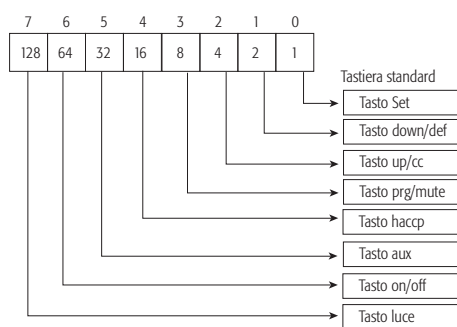 7 6 5 4 3 2 1 0
128 64 32 16 8 4 2 1
Tastiera standard
Tasto Set
Tasto down/def
Tasto up/cc
Tasto prg/mute
Tasto haccp
Tasto aux
Tasto on/off
Tasto luce